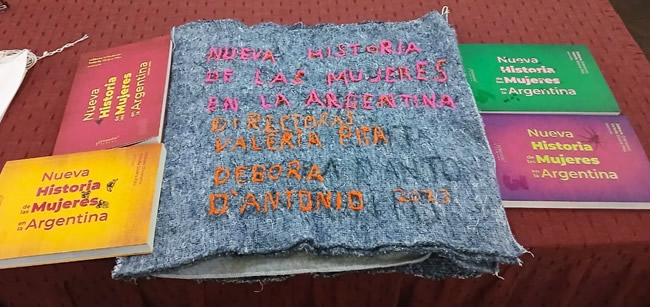 NUEVA HISTORIA
DE LAS MUJERES
EN LA ARGENTINA
DIRECTORAS
VALERIA PITA
DEBORA
D'ANTONIO 2023
Nueva
Historia
de las
Mujeres
en la
Argentina
Nueva
Historia
de las
Mujeres
en la
Argentina
Nueva
Historia
de las
Mujeres
en la
Argentina
Nueva
Historia
de las
Mujeres
en la
Argentina
3